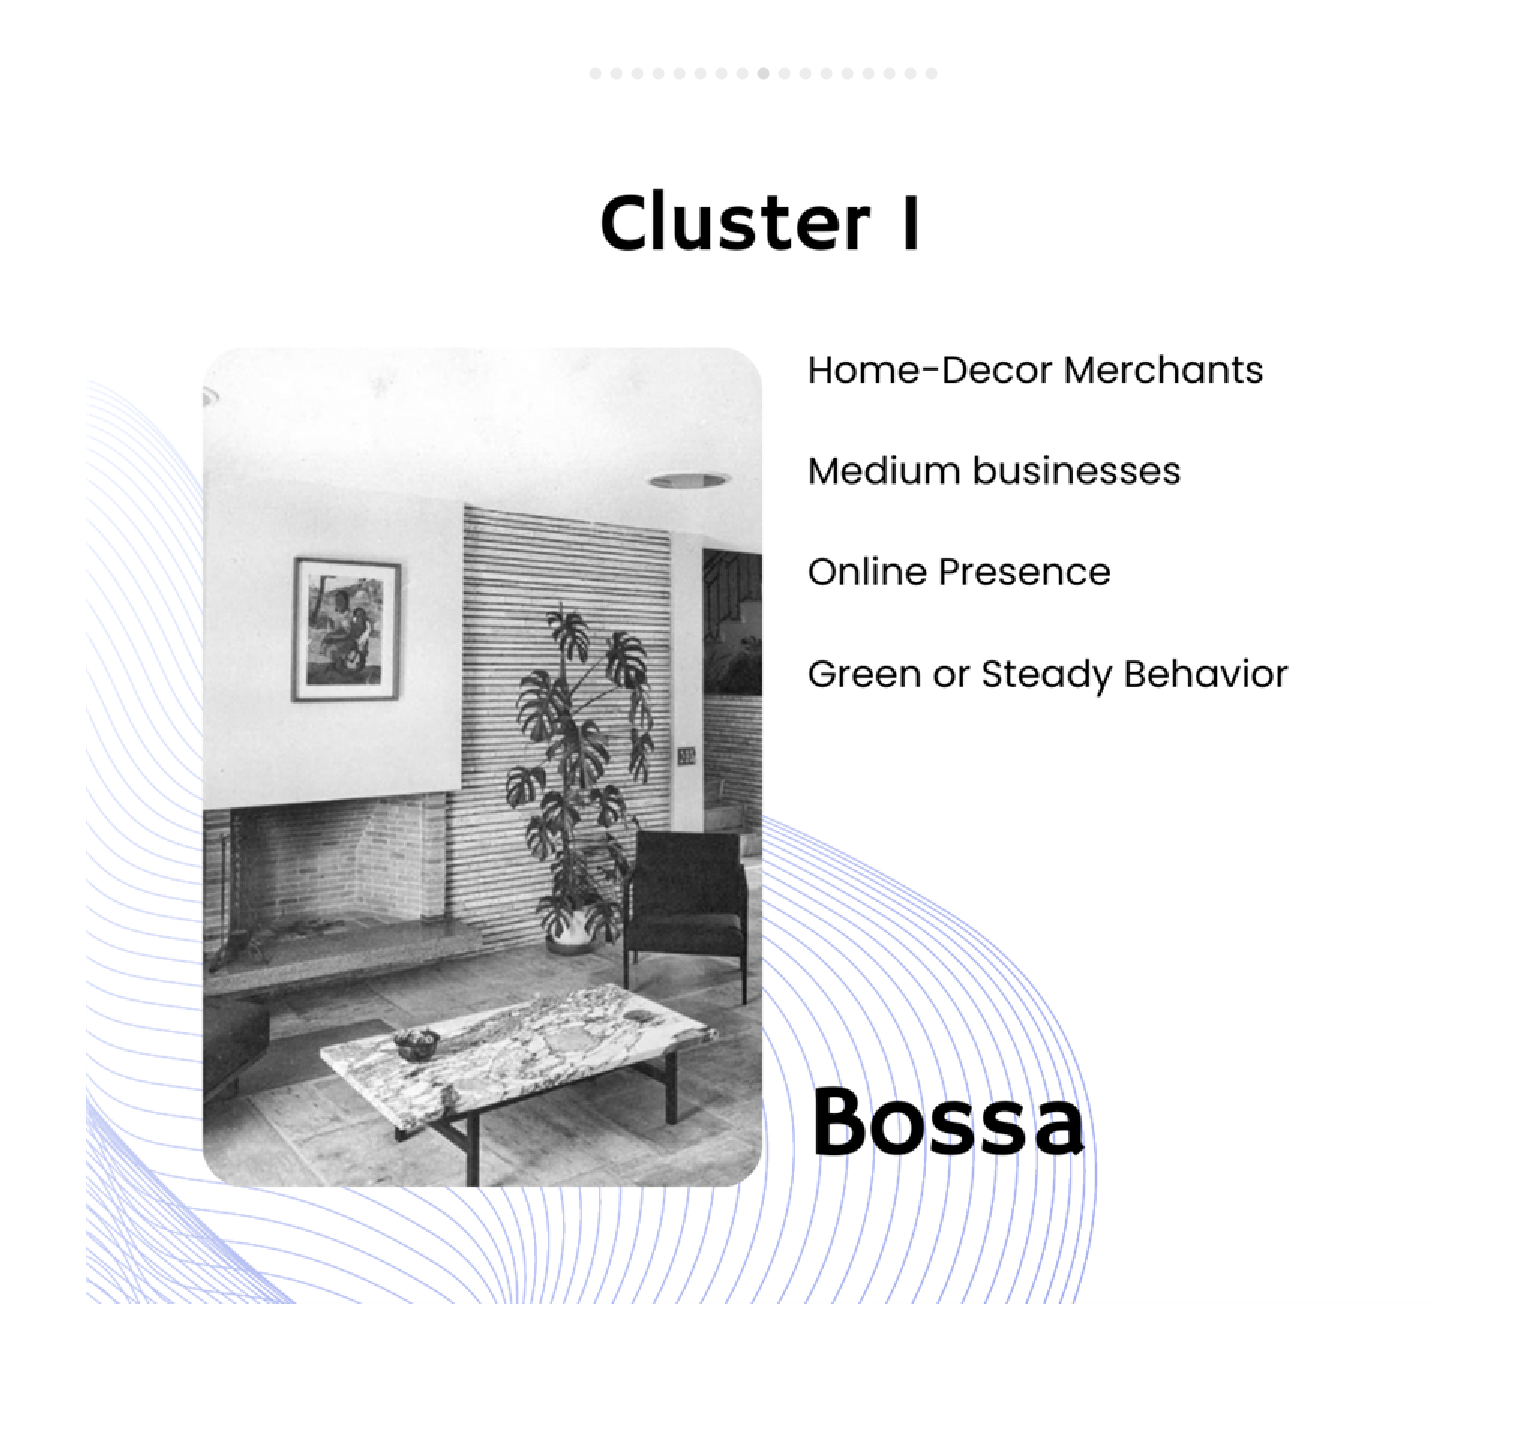 Cluster I
Home-Decor Merchants
Medium businesses
Online Presence
Green or Steady Behavior
Bossa